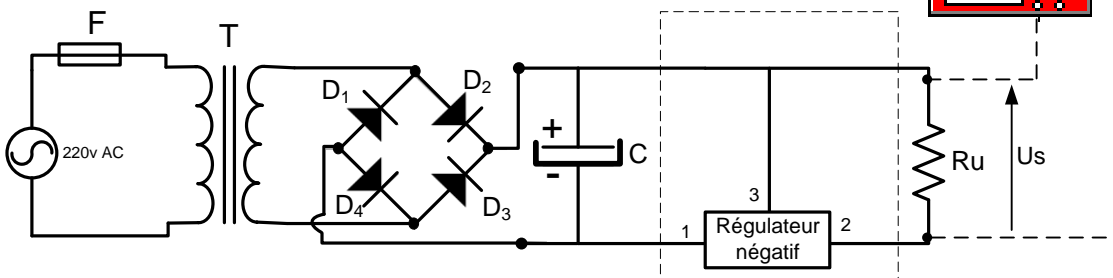 F
T
220v AC
D₁
D₂
D₃
D₄
+
-
C
3
1
Régulateur
négatif
2
Ru
Us